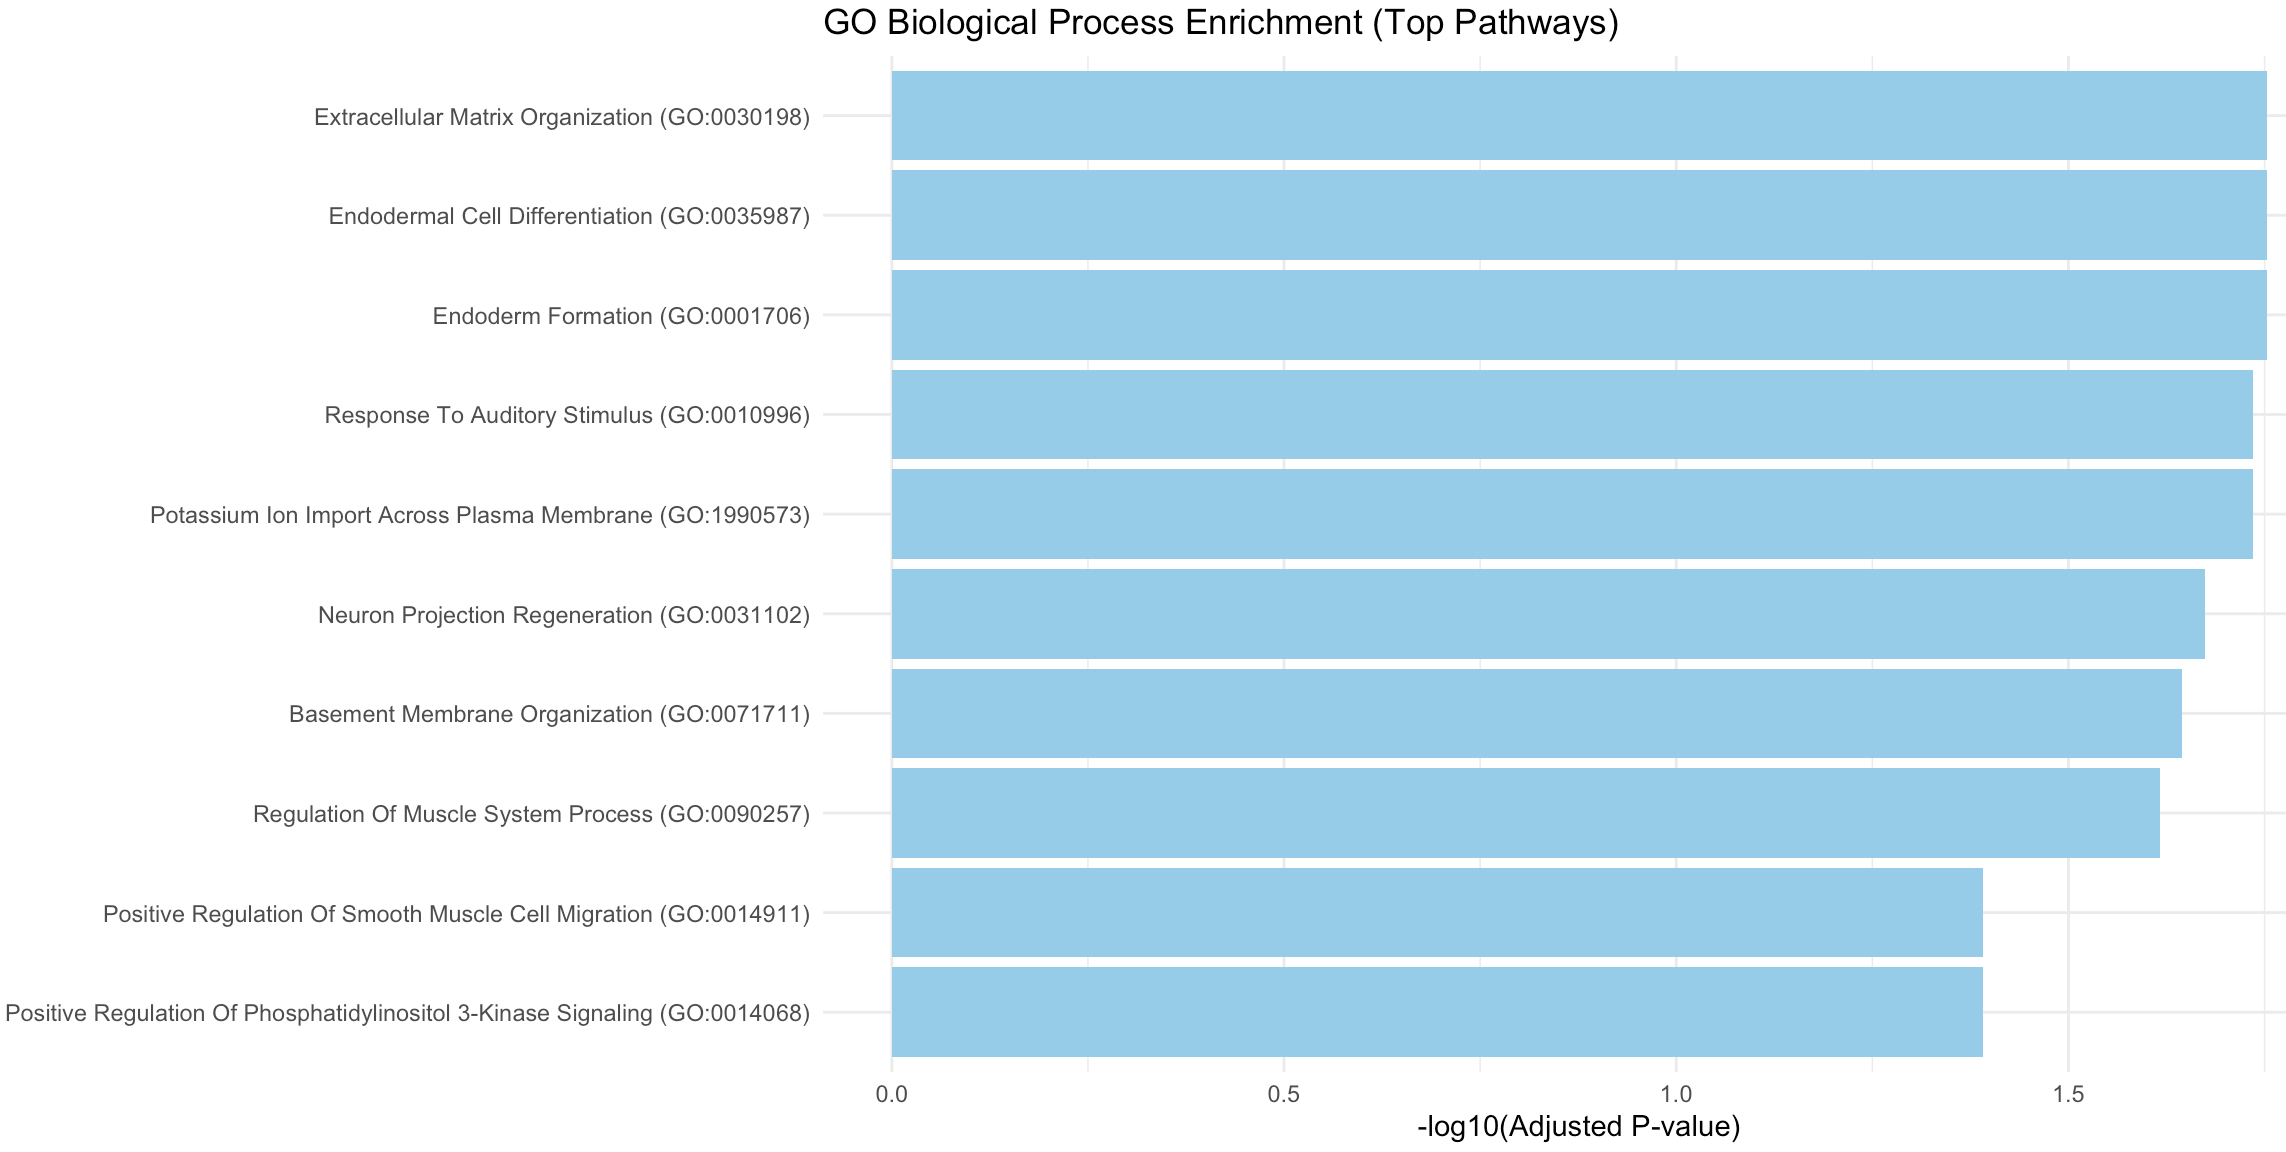 GO Biological Process Enrichment (Top Pathways)
Extracellular Matrix Organization (GO:0030198)
Endodermal Cell Differentiation (GO:0035987)
Endoderm Formation (GO:0001706)
Response To Auditory Stimulus (GO:0010996)
Potassium Ion Import Across Plasma Membrane (GO:1990573)
Neuron Projection Regeneration (GO:0031102)
Basement Membrane Organization (GO:0071711)
Regulation Of Muscle System Process (GO:0090257)
Positive Regulation Of Smooth Muscle Cell Migration (GO:0014911)
Positive Regulation Of Phosphatidylinositol 3-Kinase Signaling (GO:0014068)
0.0 0.5 1.0 1.5
-log10(Adjusted P-value)